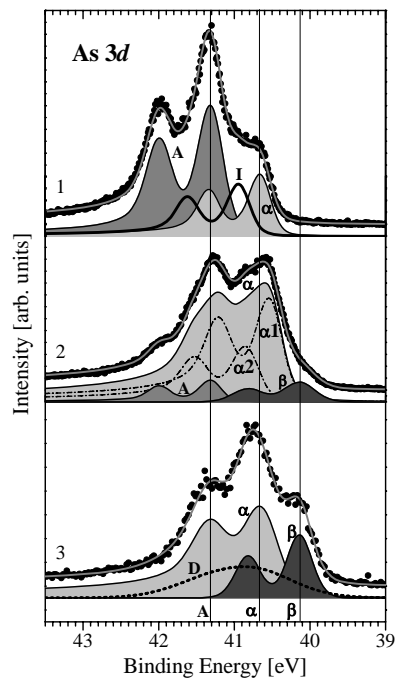 As 3d
A
I
α
1
α
α1
α2
2
β
A
α
β
3
D
A α β
43 42 41 40 39
Binding Energy [eV]
Intensity [arb. units]